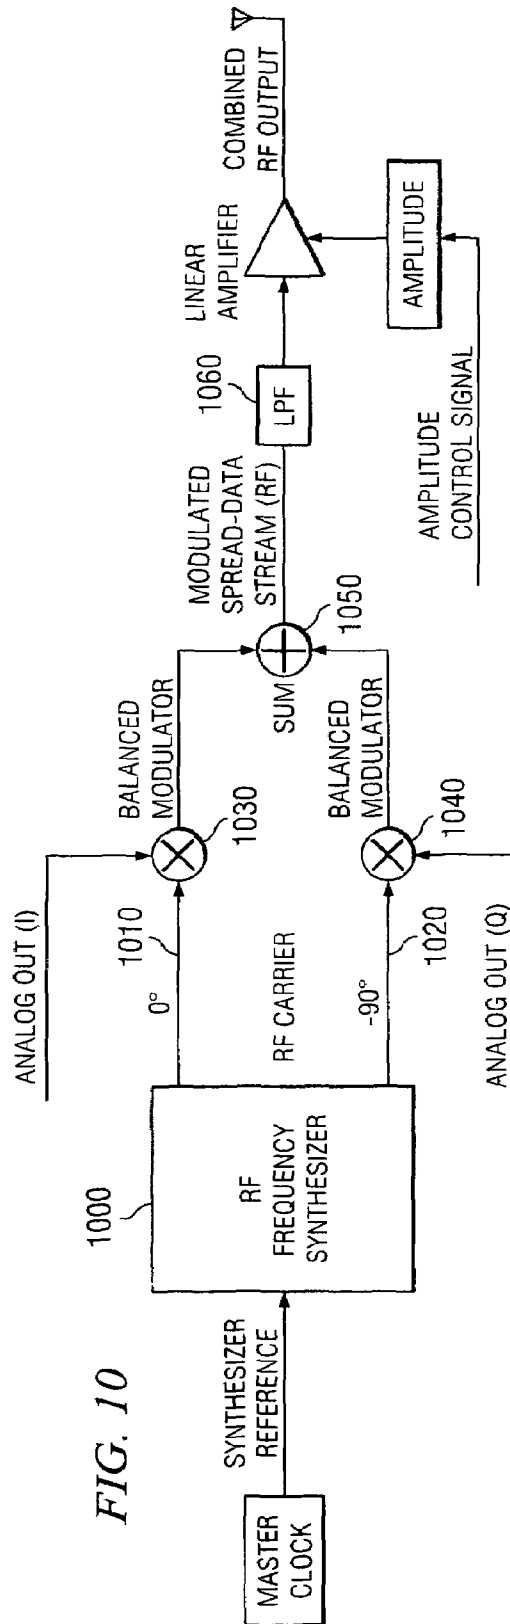 FIG. 10
MASTER
CLOCK
SYNTHESIZER
REFERENCE
1000
RF
FREQUENCY
SYNTHESIZER
ANALOG OUT (I)
0°
1010
RF CARRIER
-90°
1020
ANALOG OUT (Q)
BALANCED
MODULATOR
1030
BALANCED
MODULATOR
1040
SUM
1050
MODULATED
SPREAD-DATA
STREAM (RF)
1060
LPF
LINEAR
AMPLIFIER
COMBINED
RF OUTPUT
AMPLITUDE
AMPLITUDE
CONTROL SIGNAL